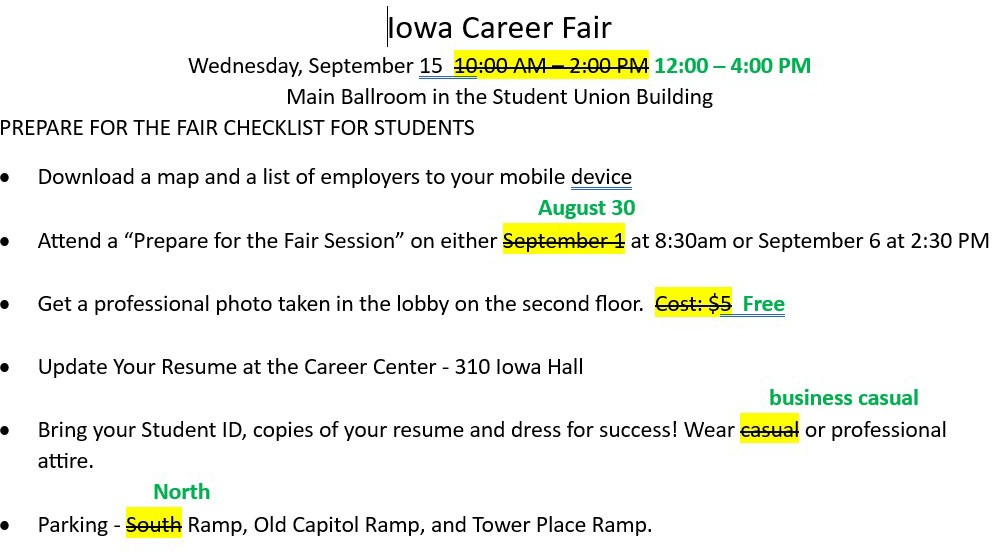 Iowa Career Fair
Wednesday, September 15 10:00 AM – 2:00 PM 12:00 – 4:00 PM
Main Ballroom in the Student Union Building
PREPARE FOR THE FAIR CHECKLIST FOR STUDENTS
• Download a map and a list of employers to your mobile device
August 30
• Attend a “Prepare for the Fair Session” on either September 1 at 8:30am or September 6 at 2:30 PM
• Get a professional photo taken in the lobby on the second floor. Cost: $5 Free
• Update Your Resume at the Career Center - 310 Iowa Hall
business casual
• Bring your Student ID, copies of your resume and dress for success! Wear casual or professional
attire.
North
• Parking - South Ramp, Old Capitol Ramp, and Tower Place Ramp.